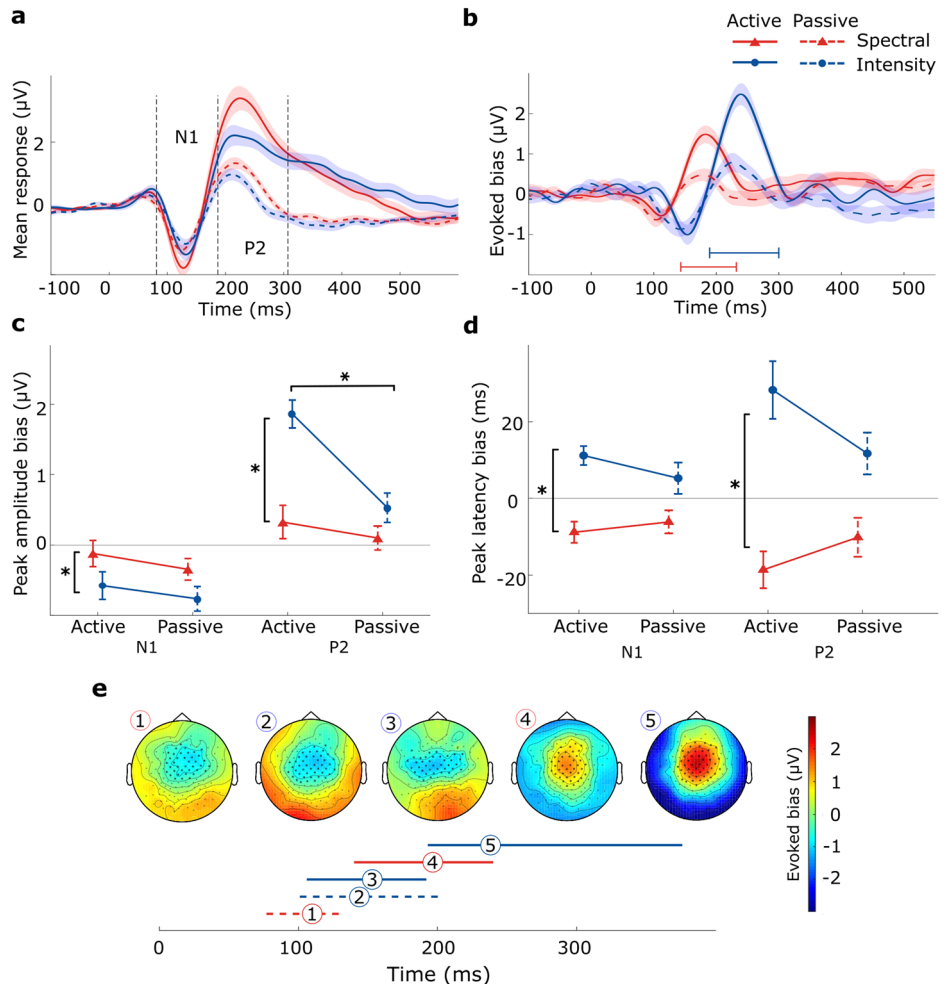 a
Mean response (µV)
2
0
N1
P2
-100 0 100 200 300 400 500
Time (ms)
b
Active Passive
Spectral
Intensity
Evoked bias (µV)
2
1
0
-1
-100 0 100 200 300 400 500
Time (ms)
c
Peak amplitude bias (µV)
2
1
0
*
*
*
Active Passive Active Passive
N1 P2
d
Peak latency bias (ms)
20
0
-20
*
*
Active Passive Active Passive
N1 P2
e
1 2 3 4 5
5
4
3
2
1
0 100 200 300
Time (ms)
Evoked bias (µV)
2
1
0
-1
-2